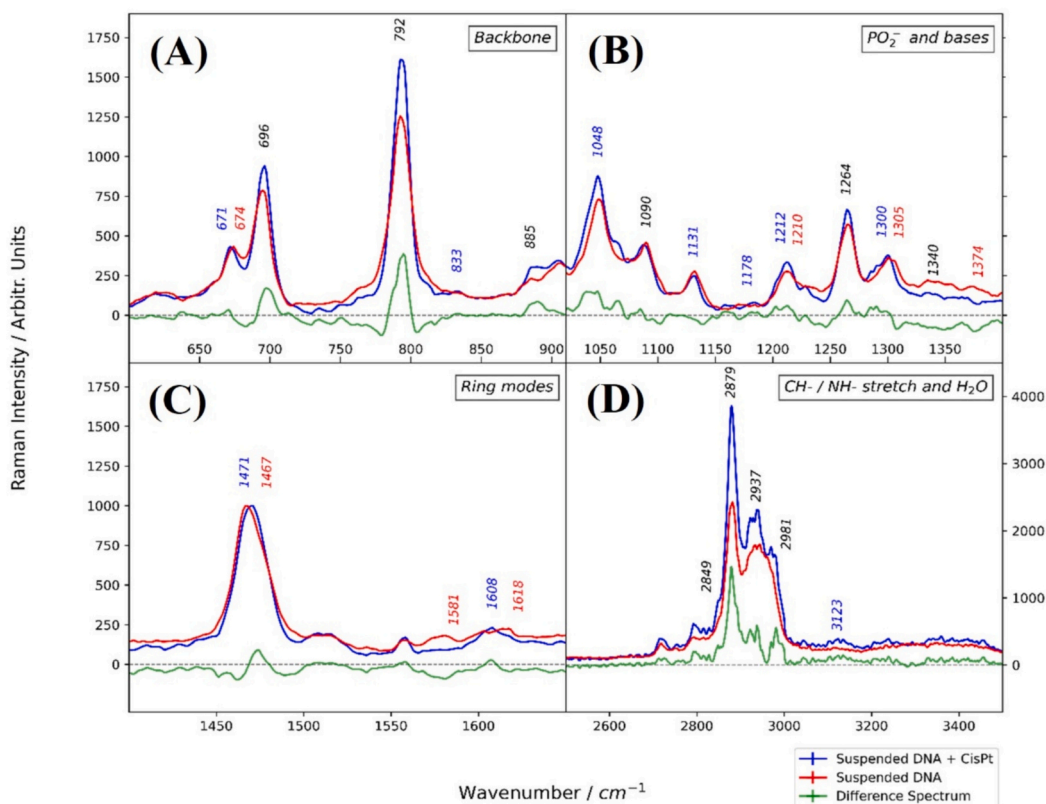 (A)
Backbone
792
696
671
674
833
885
(B)
PO₂⁻ and bases
1048
1090
1131
1178
1212
1210
1264
1300
1305
1340
1374
1750
1500
1250
1000
750
500
250
0
650 700 750 800 850 900
1050 1100 1150 1200 1250 1300 1350
(C)
Ring modes
1471
1467
1581
1608
1618
(D)
CH- / NH- stretch and H₂O
2879
2937
2981
2849
3123
1750
1500
1250
1000
750
500
250
0
4000
3000
2000
1000
0
1450 1500 1550 1600
2600 2800 3000 3200 3400
Raman Intensity / Arbitr. Units
Wavenumber / cm⁻¹
Suspended DNA + CisPt
Suspended DNA
Difference Spectrum